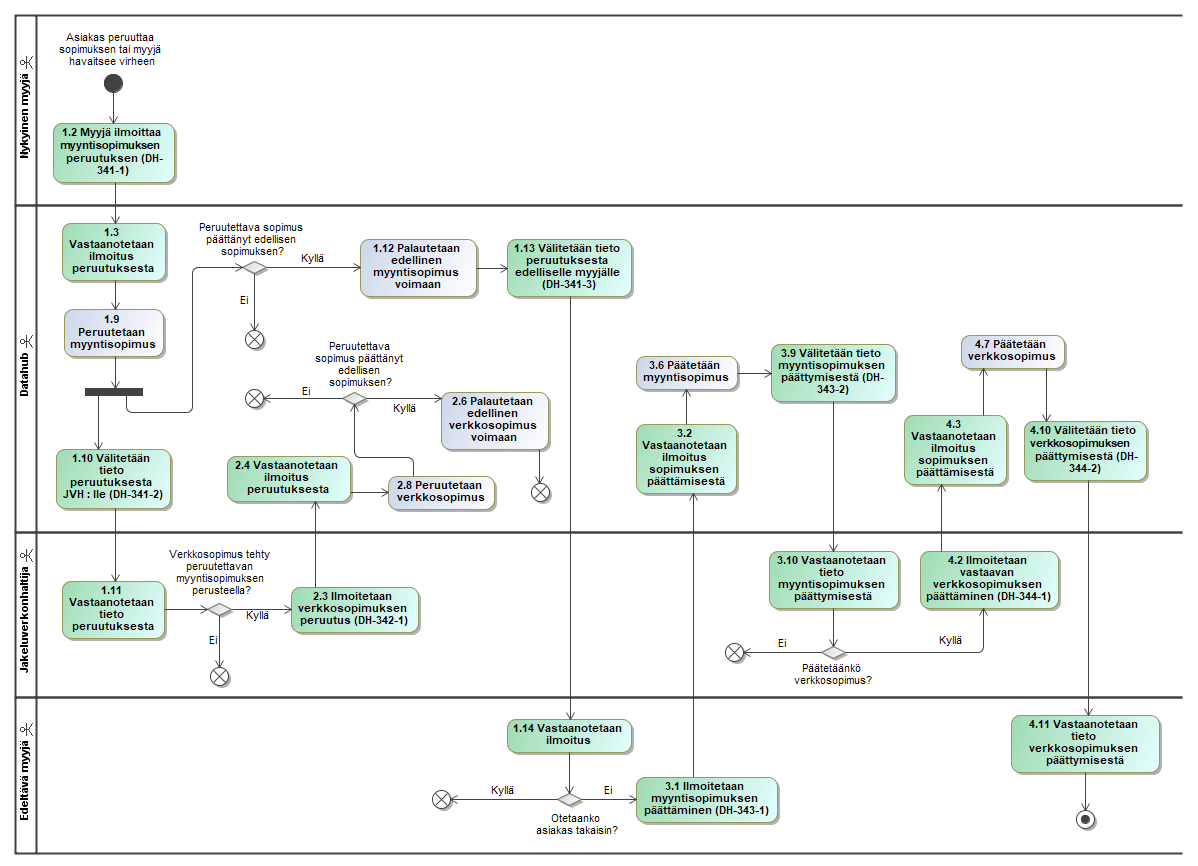 Nykyinen myyjä
Asiakas peruuttaa
sopimuksen tai myyjä
havaitsee virheen
1.2 Myyjä ilmoittaa
myyntisopimuksen
peruutuksen (DH-
341-1)
Datahub
1.3
Vastaanotetaan
ilmoitus
peruutuksesta
1.9
Peruutetaan
myyntisopimus
1.10 Välitetään
tieto
peruutuksesta
JVH : lle (DH-341-2)
Peruutettava sopimus
päättänyt edellisen
sopimuksen?
Kyllä
Ei
1.12 Palautetaan
edellinen
myyntisopimus
voimaan
1.13 Välitetään tieto
peruutuksesta
edelliselle myyjälle
(DH-341-3)
Peruutettava
sopimus päättänyt
edellisen
sopimuksen?
Ei
Kyllä
2.6 Palautetaan
edellinen
verkkosopimus
voimaan
2.4 Vastaanotetaan
ilmoitus
peruutuksesta
2.8 Peruutetaan
verkkosopimus
3.6 Päätetään
myyntisopimus
3.9 Välitetään tieto
myyntisopimuksen
päättymisestä (DH-
343-2)
3.2
Vastaanotetaan
ilmoitus
sopimuksen
päättämisestä
4.7 Päätetään
verkkosopimus
4.3
Vastaanotetaan
ilmoitus
sopimuksen
päättämisestä
4.10 Välitetään tieto
verkkosopimuksen
päättymisestä (DH-
344-2)
Jakeluverkonhaltija
1.11
Vastaanotetaan
tieto
peruutuksesta
Verkkosopimus tehty
peruutettavan
myyntisopimuksen
perusteella?
Kyllä
Ei
2.3 Ilmoitetaan
verkkosopimuksen
peruutus (DH-342-1)
3.10 Vastaanotetaan
tieto
myyntisopimuksen
päättymisestä
4.2 Ilmoitetaan
vastaavan
verkkosopimuksen
päättäminen (DH-344-1)
Ei
Kyllä
Päätetäänkö
verkkosopimus?
Edeltävä myyjä
1.14 Vastaanotetaan
ilmoitus
Kyllä
Ei
Otetaanko
asiakas takaisin?
3.1 Ilmoitetaan
myyntisopimuksen
päättäminen (DH-343-1)
4.11 Vastaanotetaan
tieto
verkkosopimuksen
päättymisestä